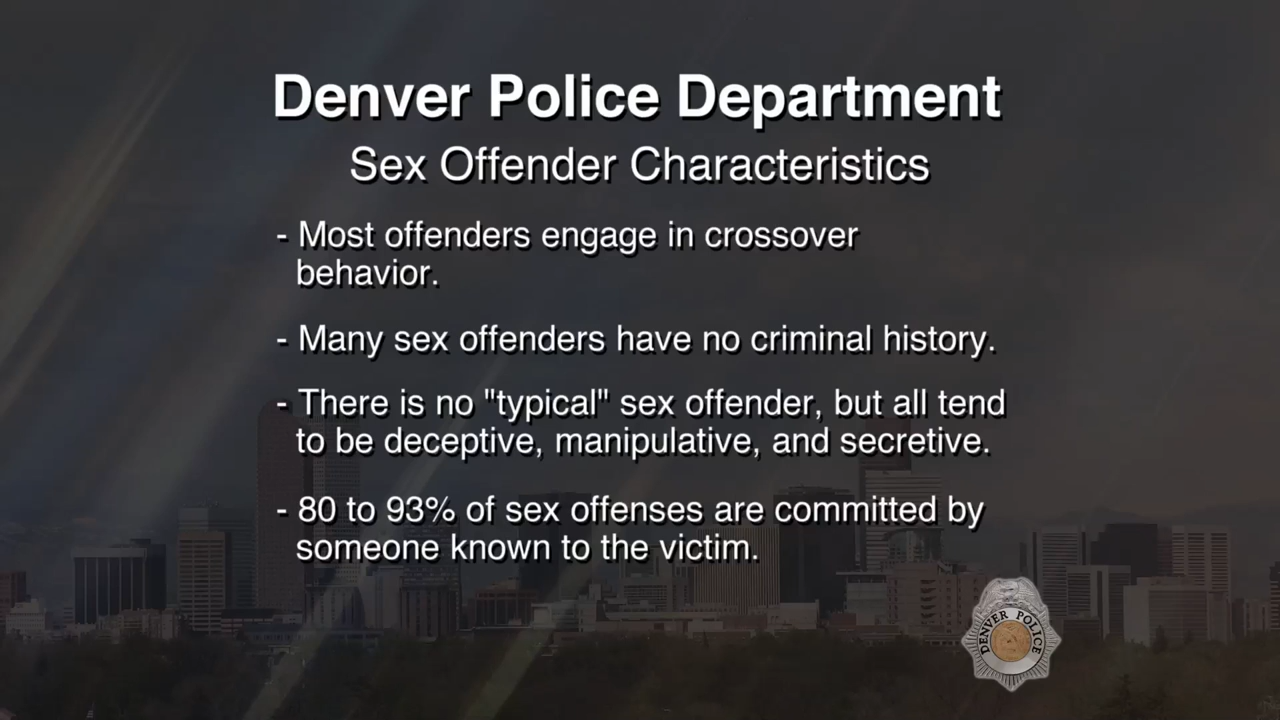 Denver Police Department
Sex Offender Characteristics
- Most offenders engage in crossover
behavior.
- Many sex offenders have no criminal history.
- There is no "typical" sex offender, but all tend
to be deceptive, manipulative, and secretive.
- 80 to 93% of sex offenses are committed by
someone known to the victim.
DENVER POLICE